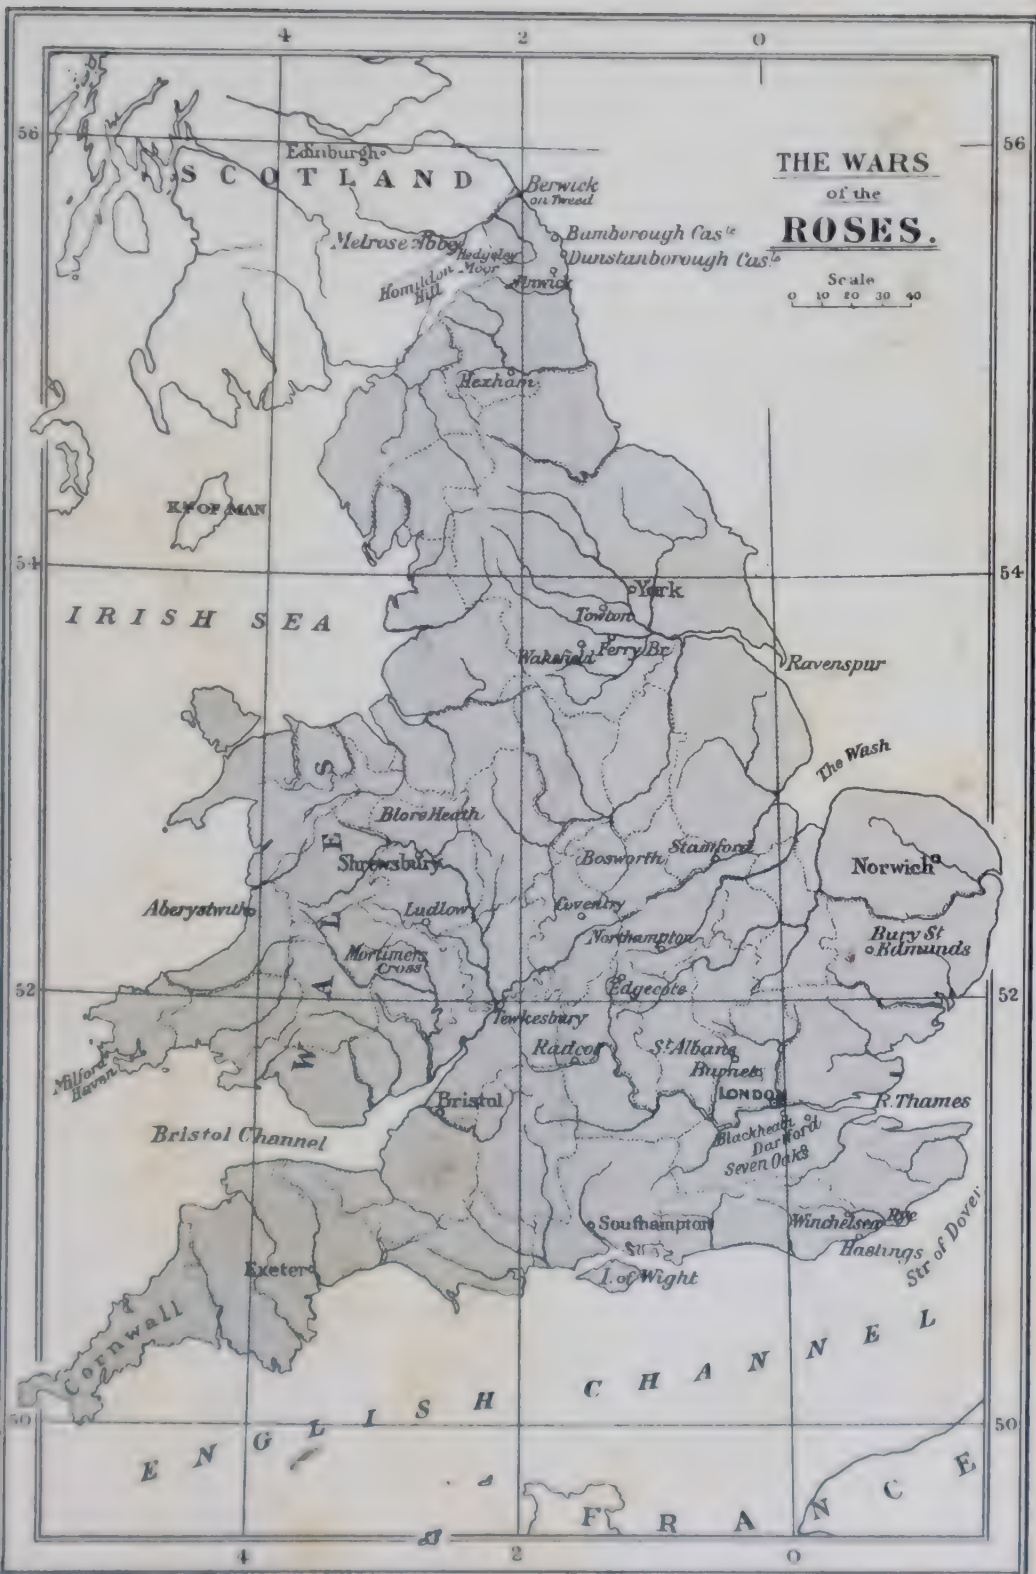 4 2 0
56 56
THE WARS
of the
ROSES.
Scale
0 10 20 30 40
Edinburgh
SCOTLAND
Berwick
on Tweed
Melrose Abbey
Bamborough Cas.le
Hedgeley
Moor
Dunstanborough Cas.le
Homildon
Hill
Alnwick
Hexham
I. OF MAN
54 54
York
IRISH SEA
Towton
Wakefield
Ferry Br.
Ravenspur
The Wash
WALES
Blore Heath
Shrewsbury
Bosworth
Stamford
Norwich
Aberystwith
Ludlow
Coventry
Bury St
Edmunds
Northampton
Mortimers
Cross
Edgecote
52 52
Tewkesbury
Radcot
St Albans
Barnet
Milford
Haven
LONDON
R. Thames
Bristol
Bristol Channel
Blackheath
Dartford
Seven Oaks
Southampton
Winchelsea
Rye
Hastings
Str of Dover
Exeter
I. of Wight
Cornwall
ENGLISH CHANNEL
50 50
FRANCE
4 2 0